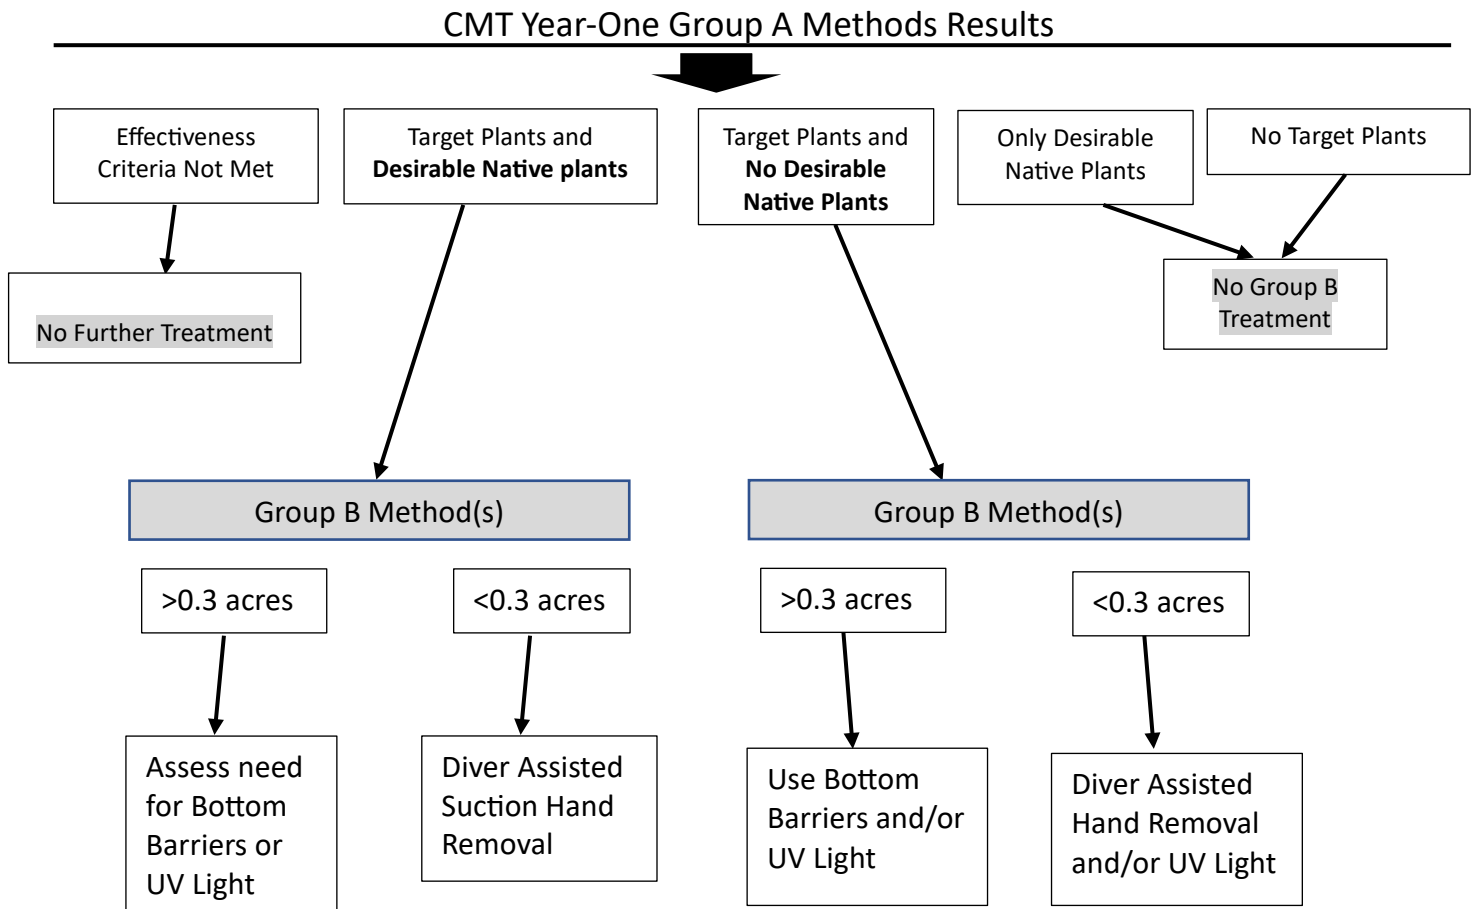 CMT Year-One Group A Methods Results
Effectiveness
Criteria Not Met
Target Plants and
Desirable Native plants
Target Plants and
No Desirable
Native Plants
Only Desirable
Native Plants
No Target Plants
No Further Treatment
No Group B
Treatment
Group B Method(s)
Group B Method(s)
>0.3 acres
<0.3 acres
>0.3 acres
<0.3 acres
Assess need
for Bottom
Barriers or
UV Light
Diver Assisted
Suction Hand
Removal
Use Bottom
Barriers and/or
UV Light
Diver Assisted
Hand Removal
and/or UV Light